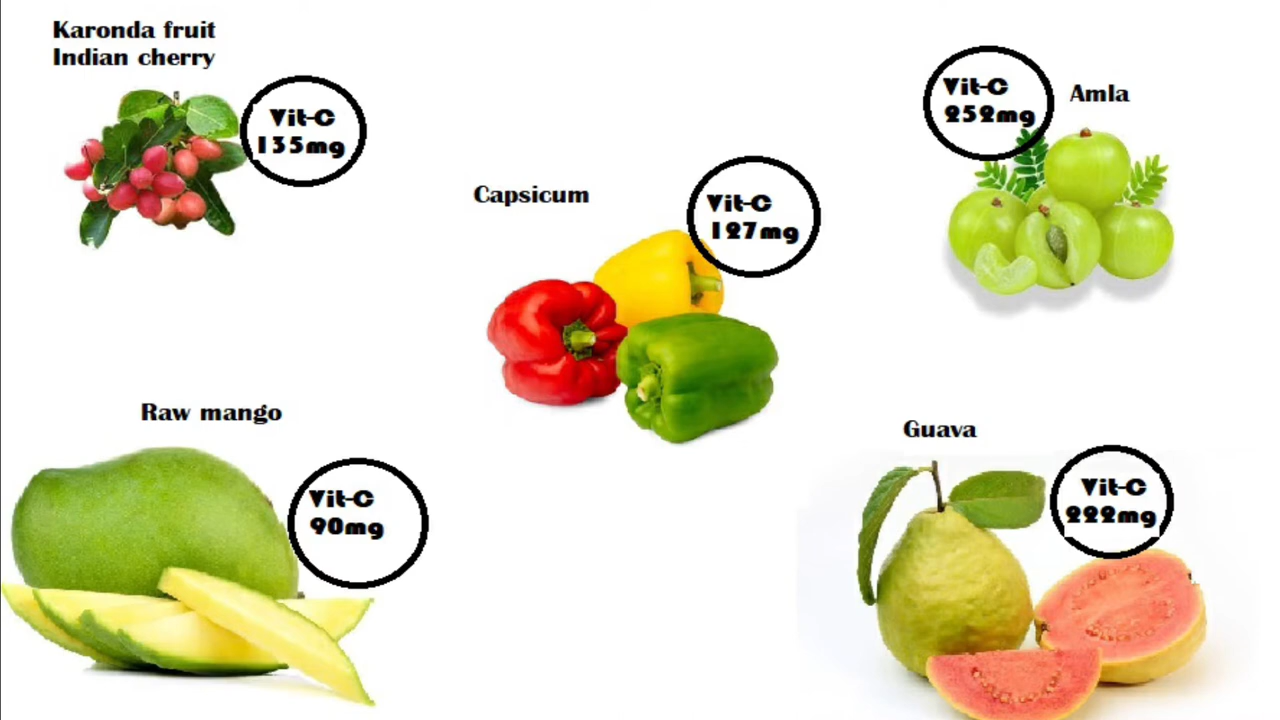 Karonda fruit
Indian cherry
Vit-C
135mg
Vit-C
252mg
Amla
Capsicum
Vit-C
127mg
Raw mango
Vit-C
90mg
Guava
Vit-C
222mg